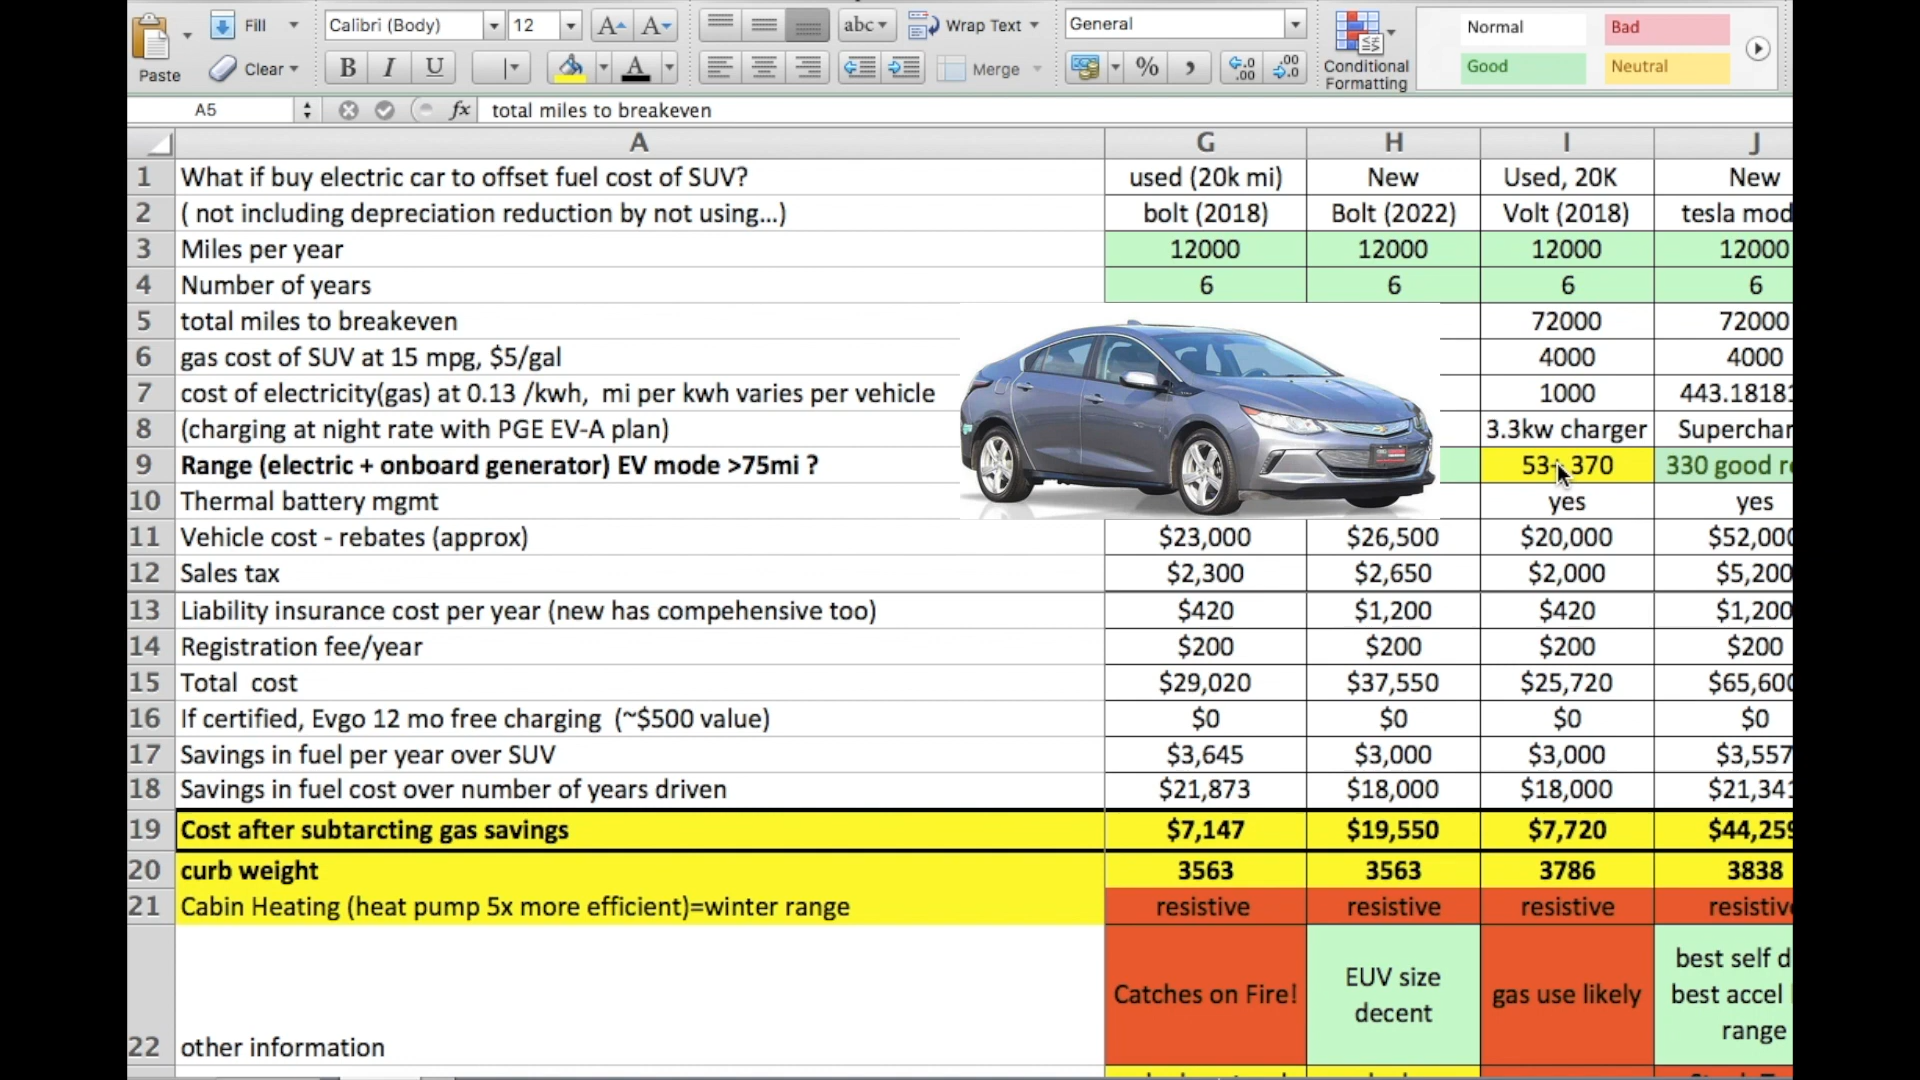 Fill
Calibri (Body)
12
A
A
abc
Wrap Text
General
Normal
Bad
Paste
Clear
B
I
U
A
Merge
%
Conditional
Formatting
Good
Neutral
A5
fx
total miles to breakeven
A G H I J
1 What if buy electric car to offset fuel cost of SUV? used (20k mi) New Used, 20K New
2 ( not including depreciation reduction by not using...) bolt (2018) Bolt (2022) Volt (2018) tesla mod
3 Miles per year 12000 12000 12000 12000
4 Number of years 6 6 6 6
5 total miles to breakeven 72000 72000
6 gas cost of SUV at 15 mpg, $5/gal 4000 4000
7 cost of electricity(gas) at 0.13 /kwh, mi per kwh varies per vehicle 1000 443.1818
8 (charging at night rate with PGE EV-A plan) 3.3kw charger Superchar
9 Range (electric + onboard generator) EV mode >75mi ? 53 370 330 good r
10 Thermal battery mgmt yes yes
11 Vehicle cost - rebates (approx) $23,000 $26,500 $20,000 $52,000
12 Sales tax $2,300 $2,650 $2,000 $5,200
13 Liability insurance cost per year (new has compehensive too) $420 $1,200 $420 $1,200
14 Registration fee/year $200 $200 $200 $200
15 Total cost $29,020 $37,550 $25,720 $65,600
16 If certified, Evgo 12 mo free charging (~$500 value) $0 $0 $0 $0
17 Savings in fuel per year over SUV $3,645 $3,000 $3,000 $3,557
18 Savings in fuel cost over number of years driven $21,873 $18,000 $18,000 $21,341
19 Cost after subtarcting gas savings $7,147 $19,550 $7,720 $44,259
20 curb weight 3563 3563 3786 3838
21 Cabin Heating (heat pump 5x more efficient)=winter range resistive resistive resistive resistiv
best self d
EUV size
Catches on Fire! gas use likely best accel
decent
range
22 other information